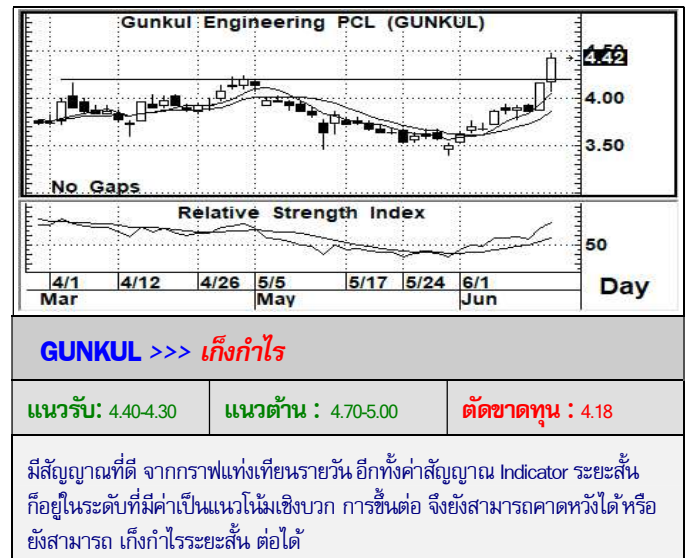 Gunkul Engineering PCL (GUNKUL)
4.50
4.42
4.00
3.50
No Gaps
Relative Strength Index
50
4/1 4/12 4/26 5/5 5/17 5/24 6/1
Mar May Jun
Day
GUNKUL >>> เก็งกำไร
แนวรับ: 4.40-4.30 แนวต้าน : 4.70-5.00 ตัดขาดทุน : 4.18
มีสัญญาณที่ดี จากกราฟแท่งเทียนรายวัน อีกทั้งค่าสัญญาณ Indicator ระยะสั้น
ก็อยู่ในระดับที่มีค่าเป็นแนวโน้มเชิงบวก การขึ้นต่อ จึงยังสามารถคาดหวังได้ หรือ
ยังสามารถ เก็งกำไรระยะสั้น ต่อได้